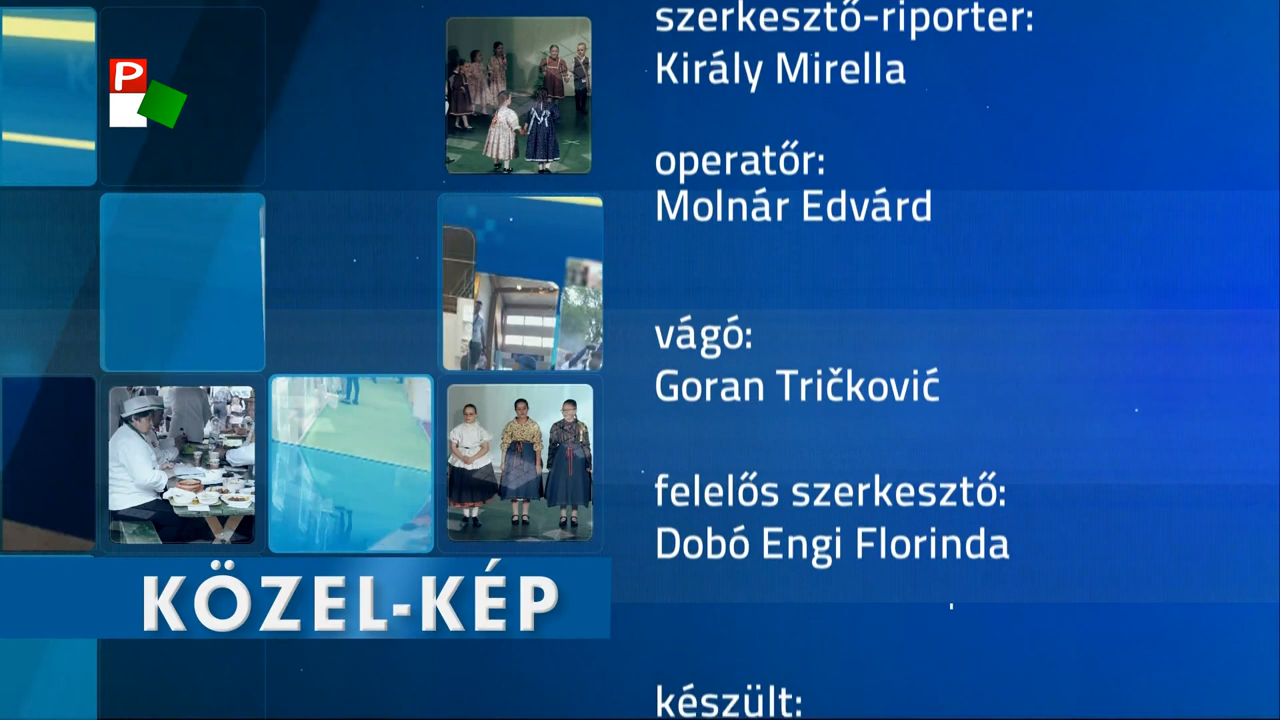 P
szerkesztő-riporter:
Király Mirella
operatőr:
Molnár Edvárd
vágó:
Goran Tričković
felelős szerkesztő:
Dobó Engi Florinda
KÖZEL-KÉP
készült: